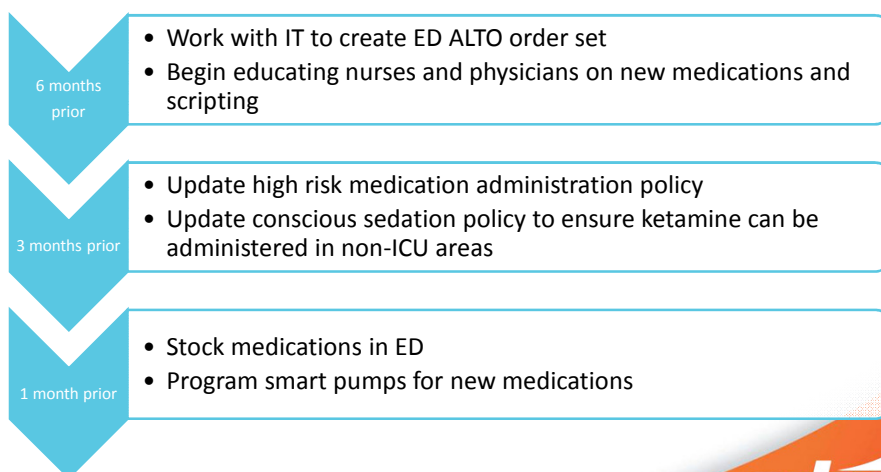 6 months
prior
• Work with IT to create ED ALTO order set
• Begin educating nurses and physicians on new medications and
scripting
3 months prior
• Update high risk medication administration policy
• Update conscious sedation policy to ensure ketamine can be
administered in non-ICU areas
1 month prior
• Stock medications in ED
• Program smart pumps for new medications